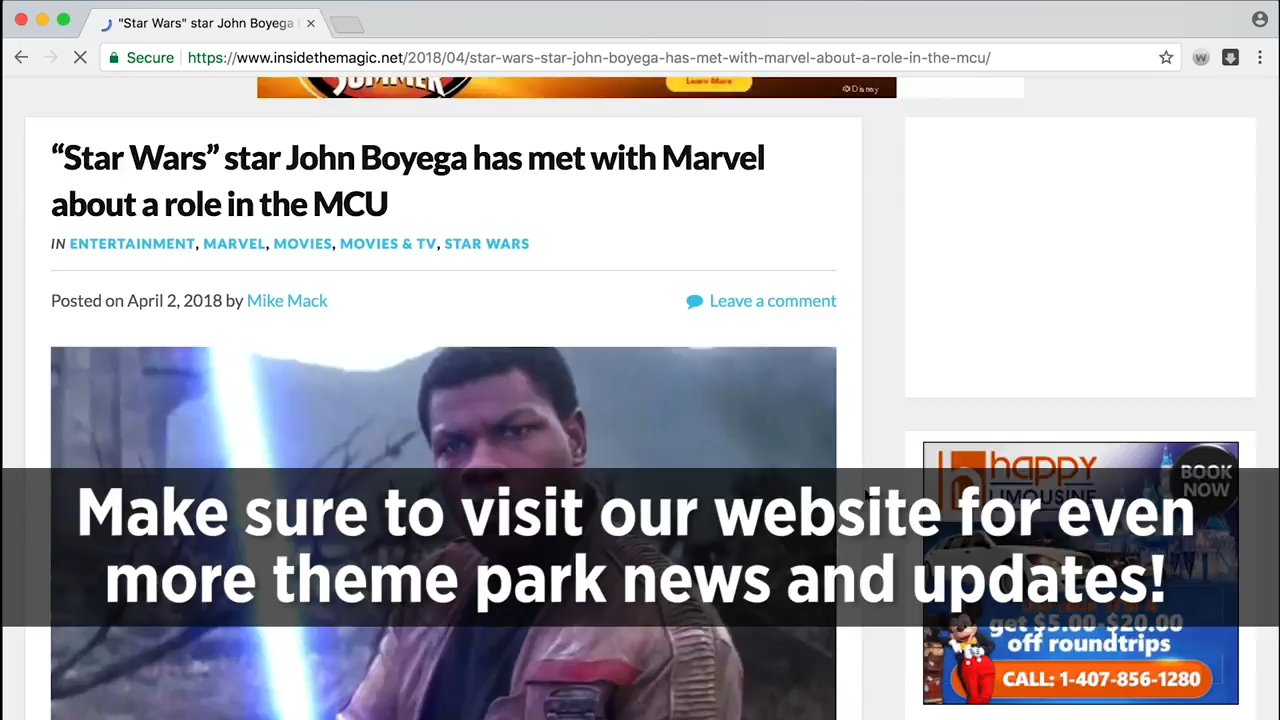 "Star Wars" star John Boyega
Secure
https://www.insidethemagic.net/2018/04/star-wars-star-john-boyega-has-met-with-marvel-about-a-role-in-the-mcu/
W
SUMMER
Learn More
©Disney
“Star Wars” star John Boyega has met with Marvel
about a role in the MCU
IN ENTERTAINMENT, MARVEL, MOVIES, MOVIES & TV, STAR WARS
Posted on April 2, 2018 by Mike Mack
Leave a comment
happy
LIMOUSINE
BOOK
NOW
Make sure to visit our website for even
more theme park news and updates!
get $5.00-$20.00
off roundtrips
CALL: 1-407-856-1280